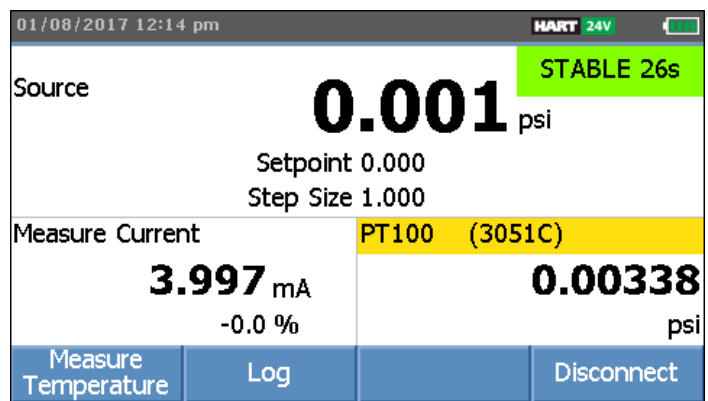 01/08/2017 12:14 pm HART 24V
STABLE 26s
Source
0.001 psi
Setpoint 0.000
Step Size 1.000
Measure Current
3.997 mA
-0.0 %
PT100 (3051C)
0.00338
psi
Measure
Temperature
Log
Disconnect